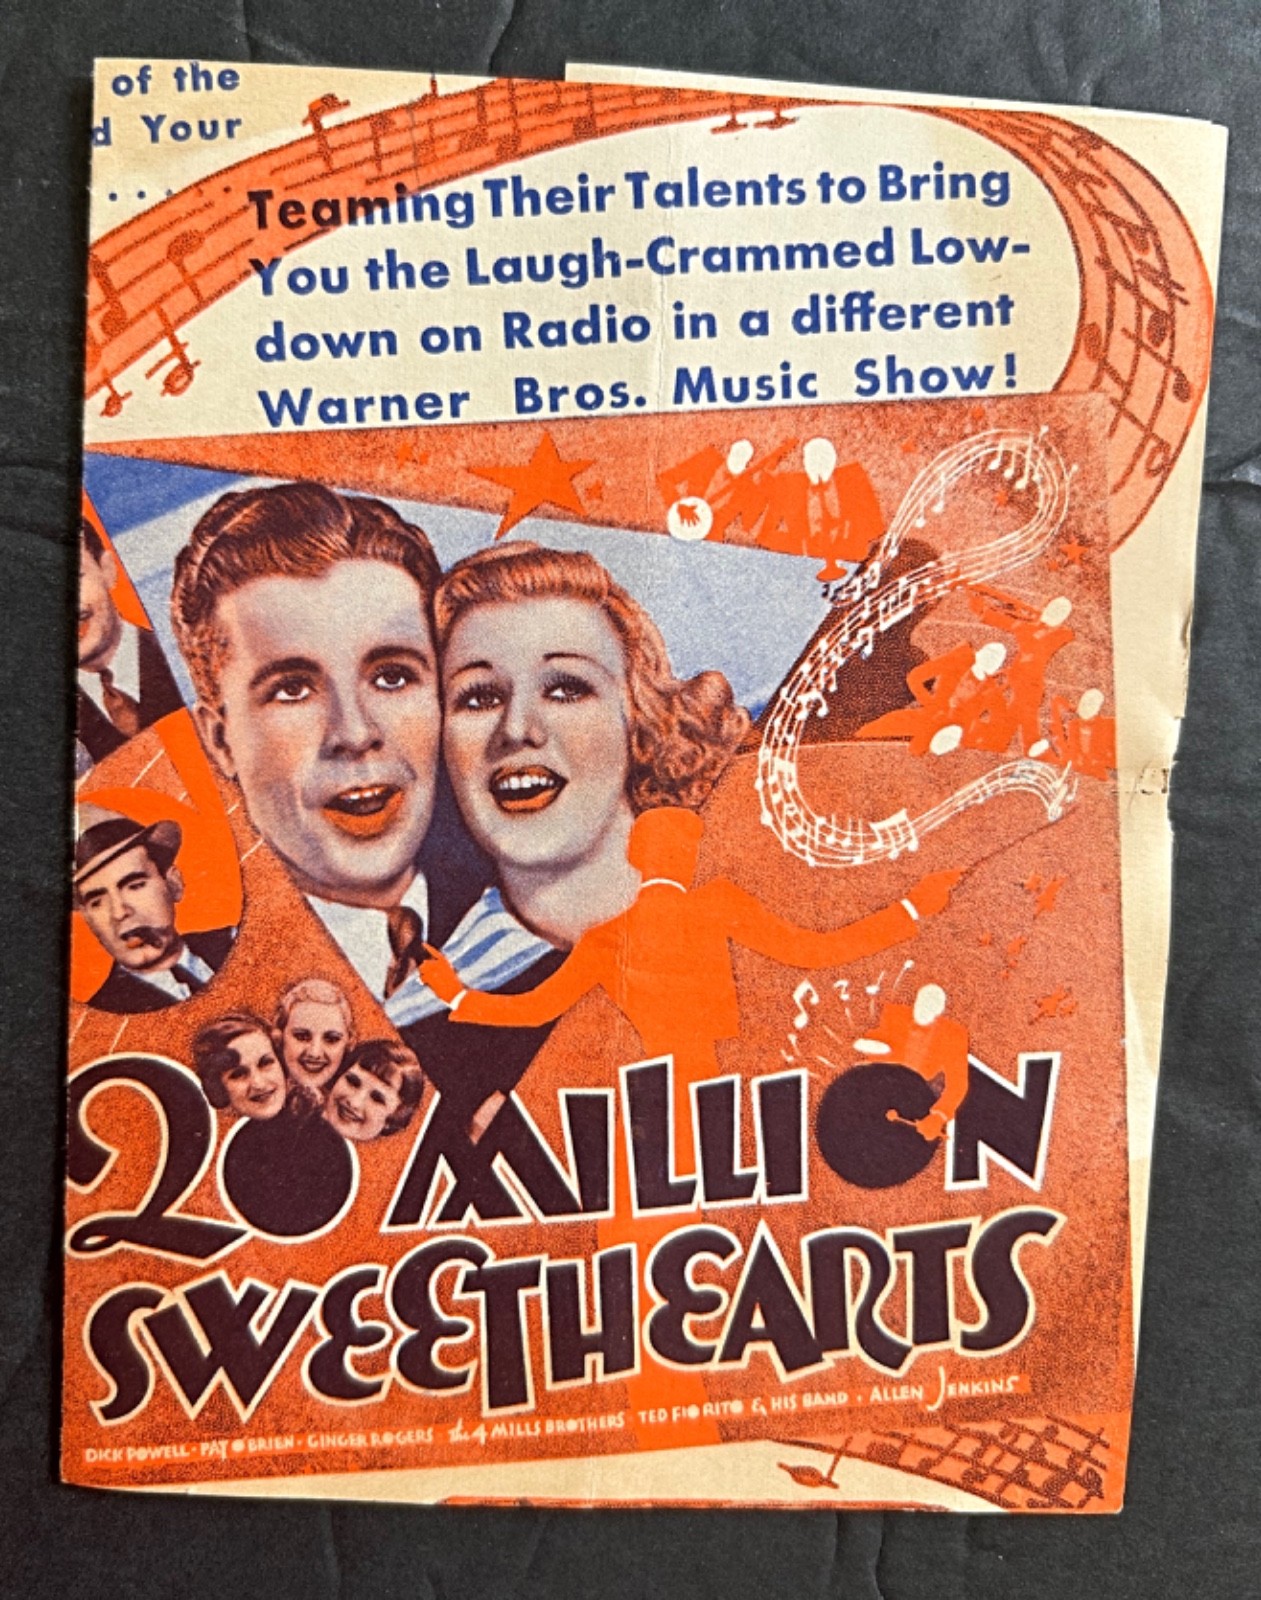 of the
d Your
. . . . . .
Teaming Their Talents to Bring
You the Laugh-Crammed Low-
down on Radio in a different
Warner Bros. Music Show!
20 MILLION
SWEETHEARTS
DICK POWELL · PAT O'BRIEN · GINGER ROGERS the 4 MILLS BROTHERS TED FIO RITO & HIS BAND · ALLEN JENKINS